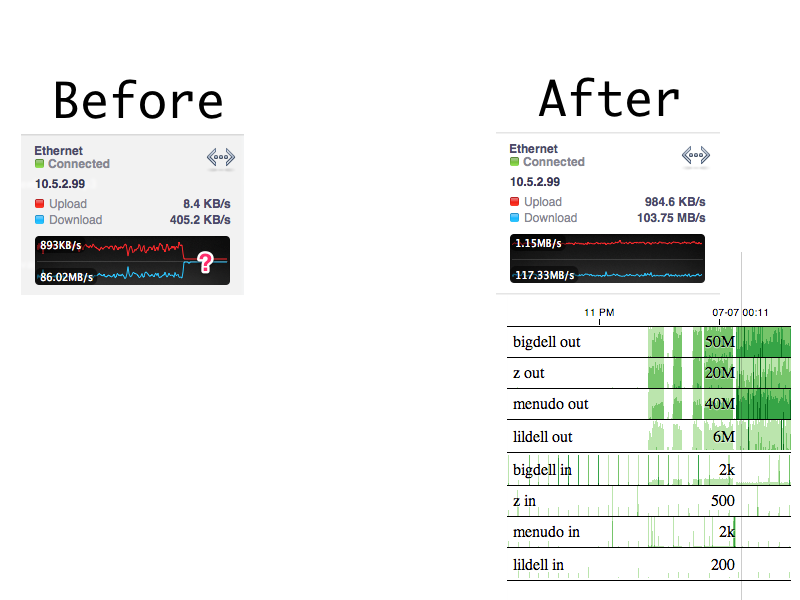 Before
Ethernet
Connected
10.5.2.99
Upload 8.4 KB/s
Download 405.2 KB/s
893KB/s
?
86.02MB/s
After
Ethernet
Connected
10.5.2.99
Upload 984.6 KB/s
Download 103.75 MB/s
1.15MB/s
117.33MB/s
11 PM 07-07 00:11
bigdell out 50M
z out 20M
menudo out 40M
lildell out 6M
bigdell in 2k
z in 500
menudo in 2k
lildell in 200